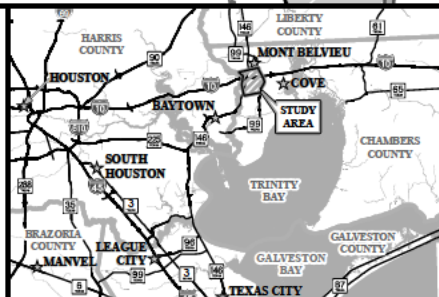 HARRIS
COUNTY
LIBERTY
COUNTY
146
61
90
99
MONT BELVIEU
10
HOUSTON
10
COVE
65
BAYTOWN
10
STUDY
AREA
610
99
225
146
CHAMBERS
COUNTY
SOUTH
HOUSTON
TRINITY
BAY
288
35
3
BRAZORIA
COUNTY
GALVESTON
COUNTY
LEAGUE
CITY
96
MANVEL
GALVESTON
BAY
99
3
146
6
87
TEXAS CITY